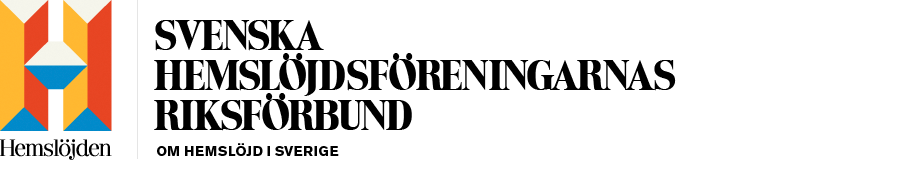 Hemslöjden
SVENSKA
HEMSLÖJDSFÖRENINGARNAS
RIKSFÖRBUND
OM HEMSLÖJD I SVERIGE